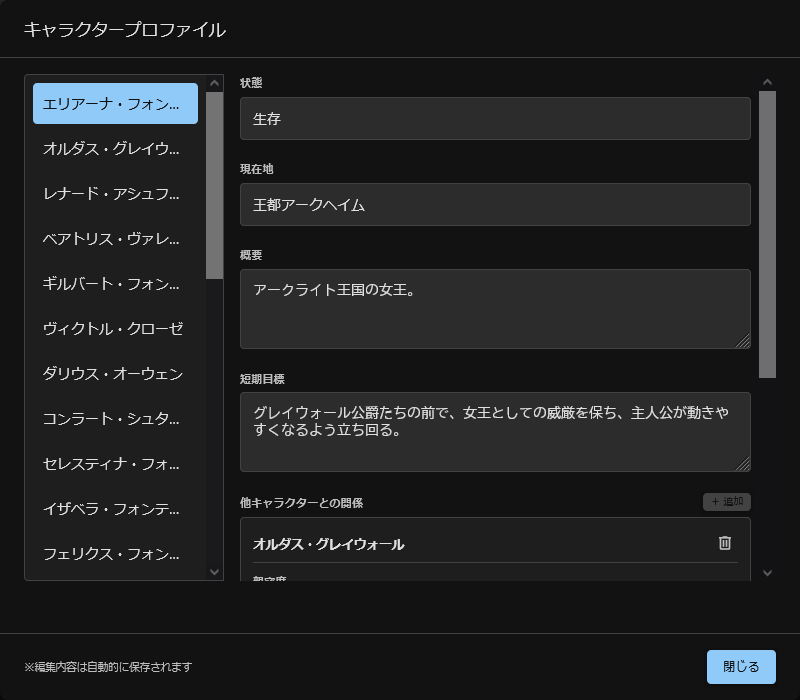 キャラクタープロファイル
エリアーナ・フォン...
オルダス・グレイウ...
レナード・アシュフ...
ベアトリス・ヴァレ...
ギルバート・フォン...
ヴィクトル・クローゼ
ダリウス・オーウェン
コンラート・シュタ...
セレスティナ・フォ...
イザベラ・フォンテ...
フェリクス・フォン...
状態
生存
現在地
王都アークヘイム
概要
アークライト王国の女王。
短期目標
グレイウォール公爵たちの前で、女王としての威厳を保ち、主人公が動きや
すくなるよう立ち回る。
他キャラクターとの関係
+ 追加
オルダス・グレイウォール
※編集内容は自動的に保存されます
閉じる